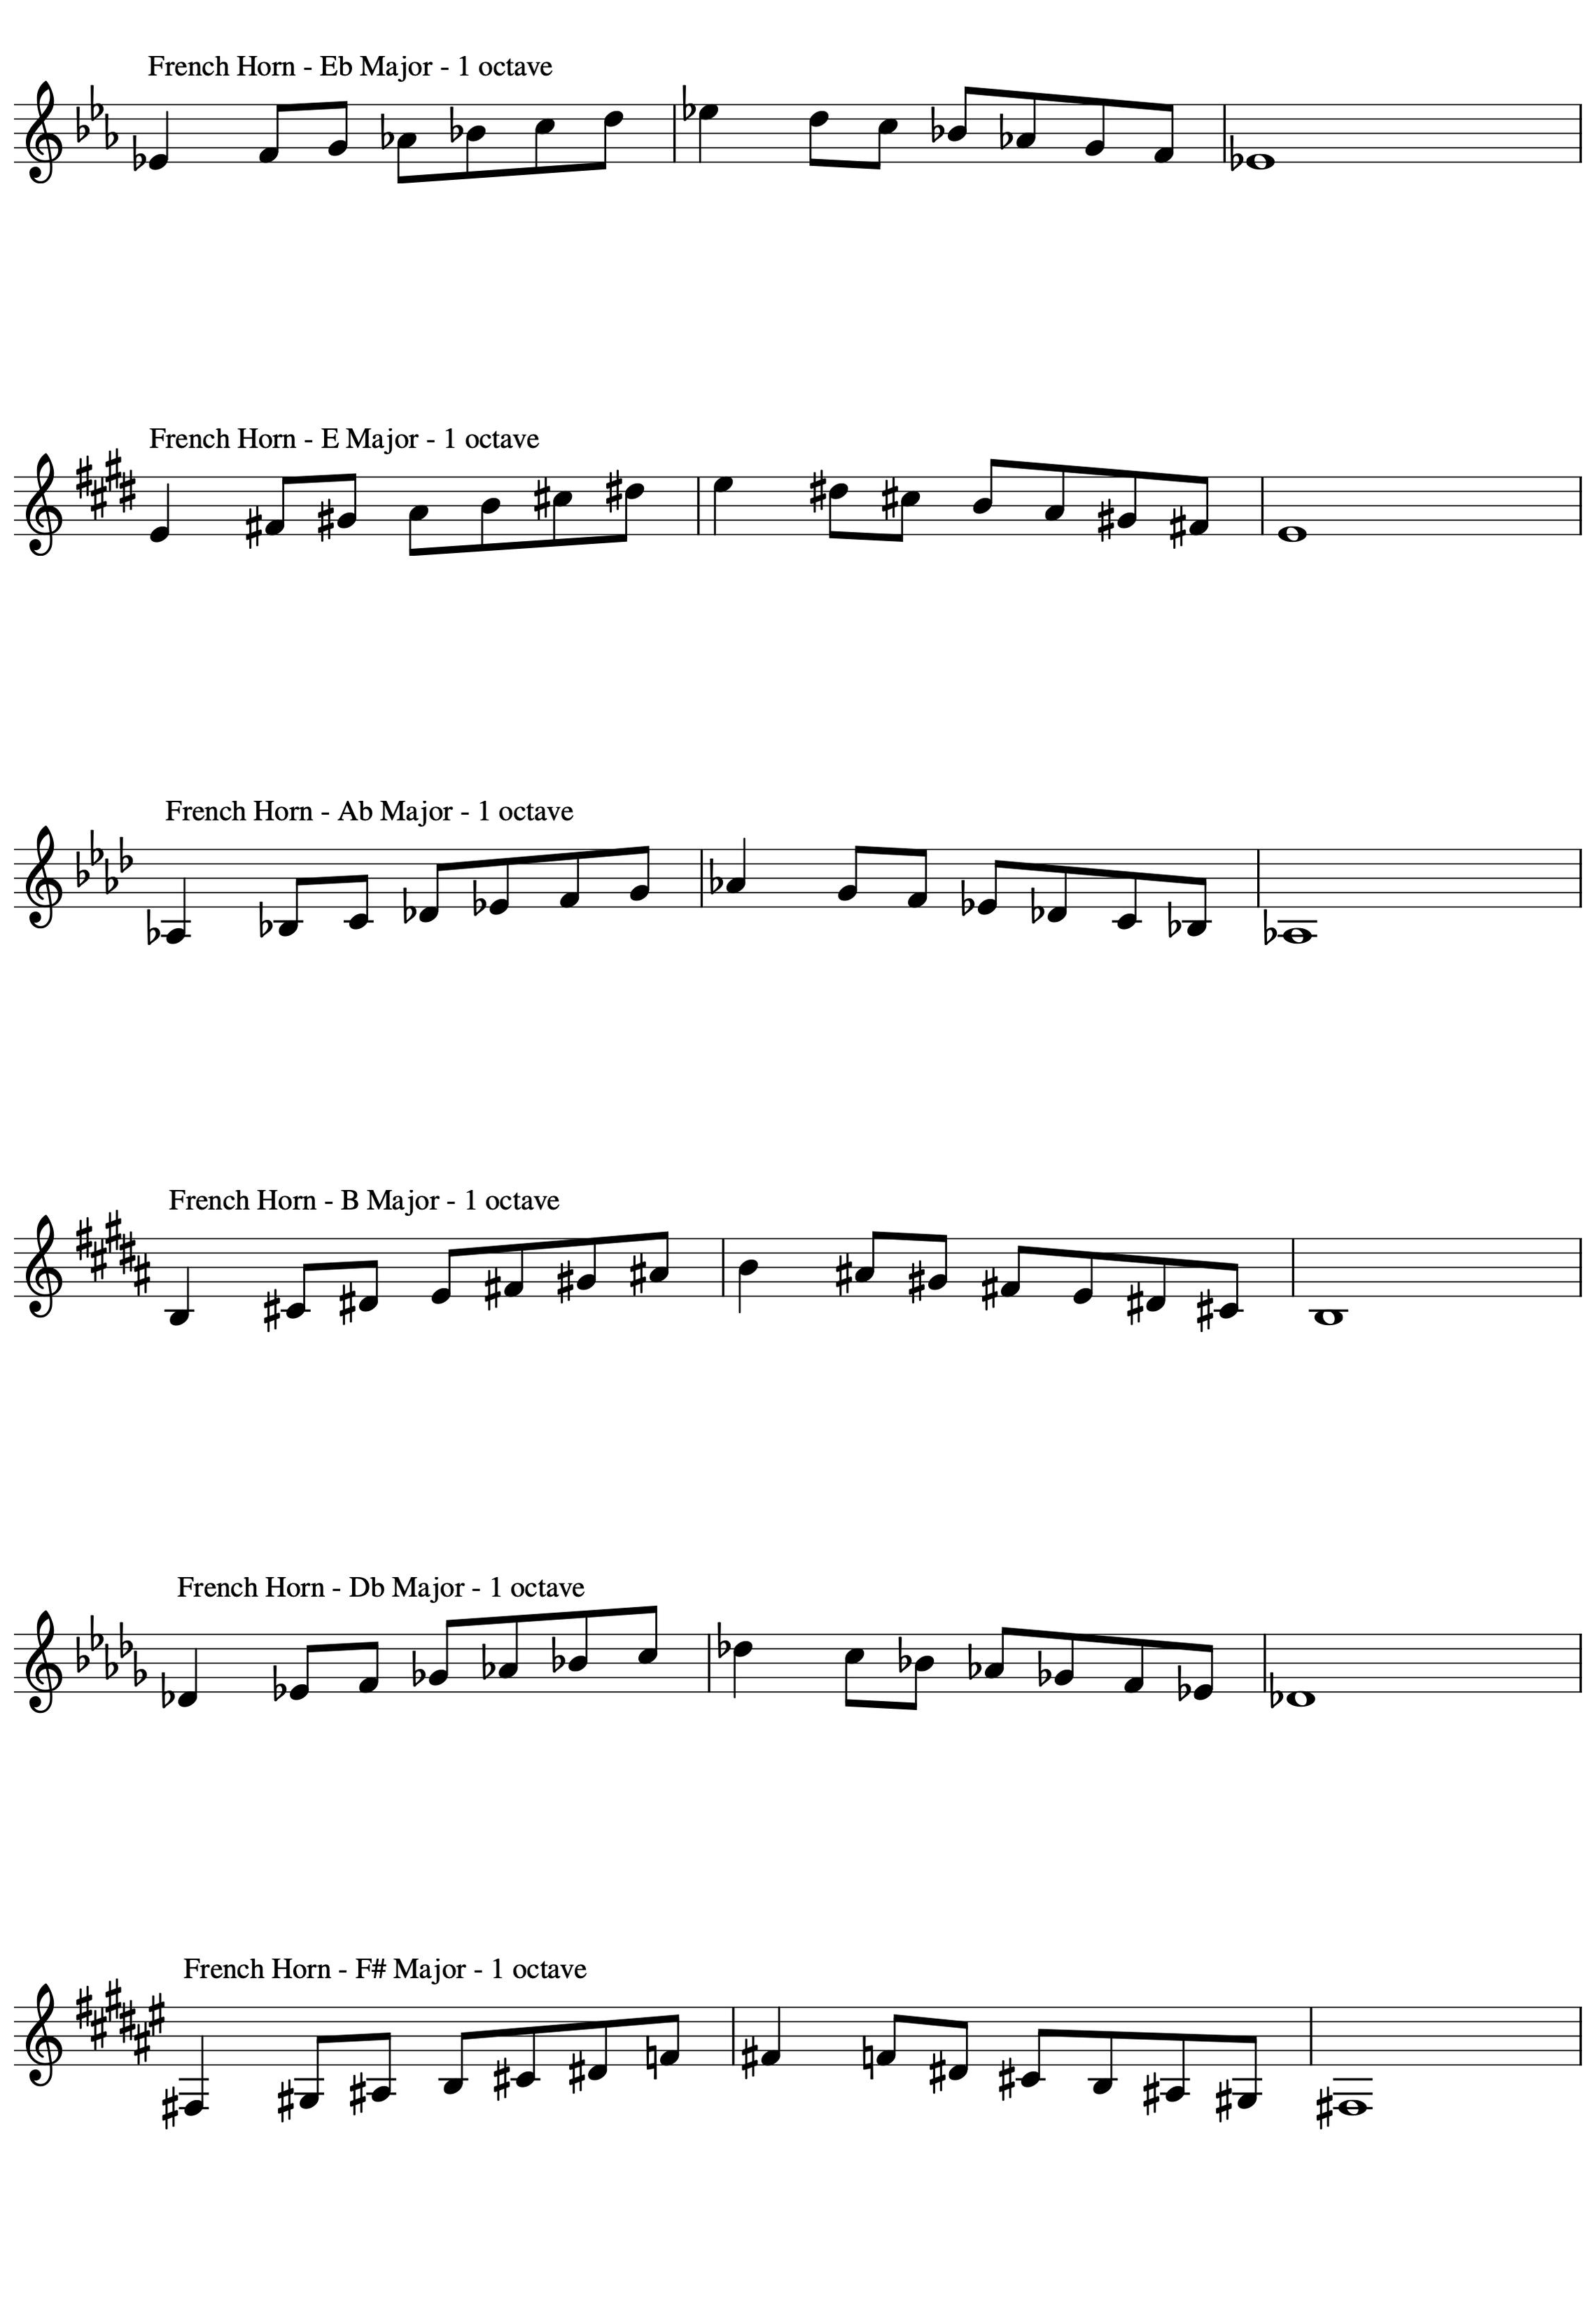 French Horn - Eb Major - 1 octave
French Horn - E Major - 1 octave
French Horn - Ab Major - 1 octave
French Horn - B Major - 1 octave
French Horn - Db Major - 1 octave
French Horn - F# Major - 1 octave